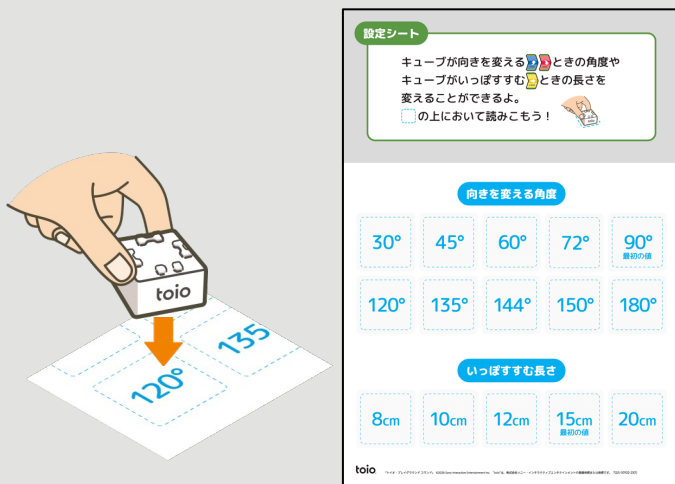 toio
135
120°
設定シート
キューブが向きを変える ときの角度や
キューブがいっぽすすむ ときの長さを
変えることができるよ。
の上において読みこもう！
toio
向きを変える角度
30° 45° 60° 72° 90°
最初の値
120° 135° 144° 150° 180°
いっぽすすむ長さ
8cm 10cm 12cm 15cm 20cm
最初の値
toio